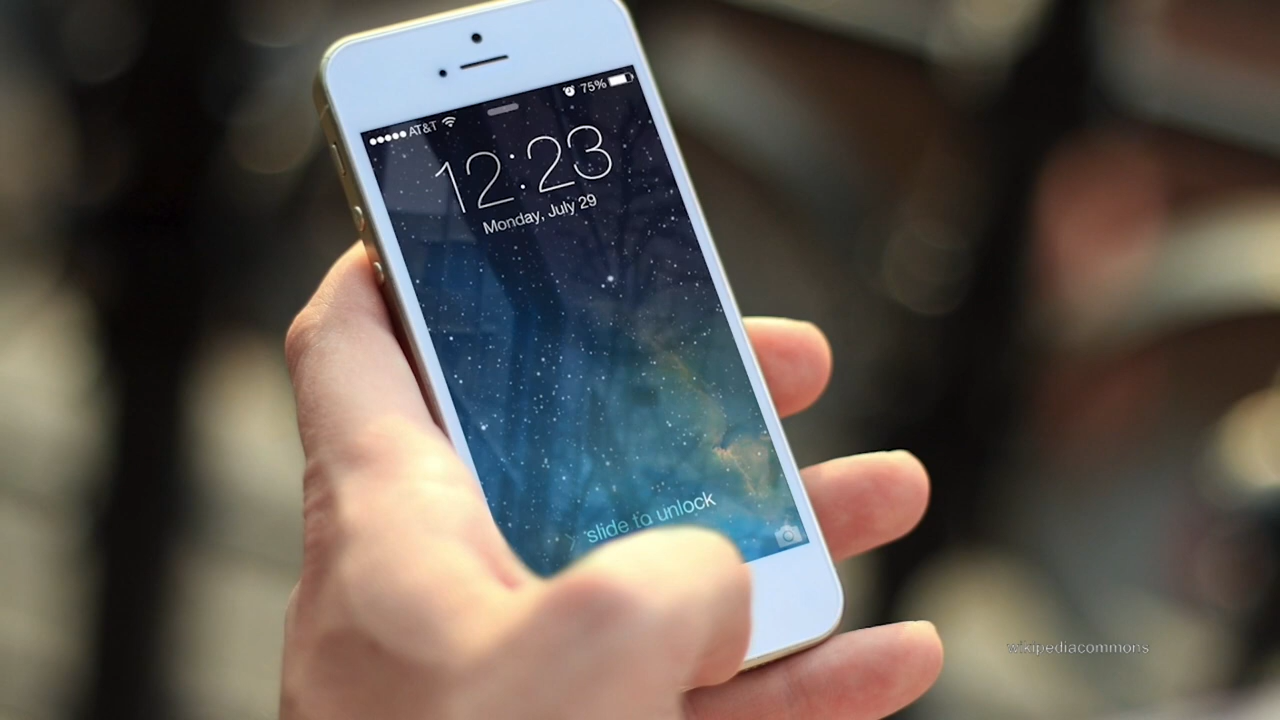 AT&T 75%
12:23
Monday, July 29
slide to unlock
wikipediacommons